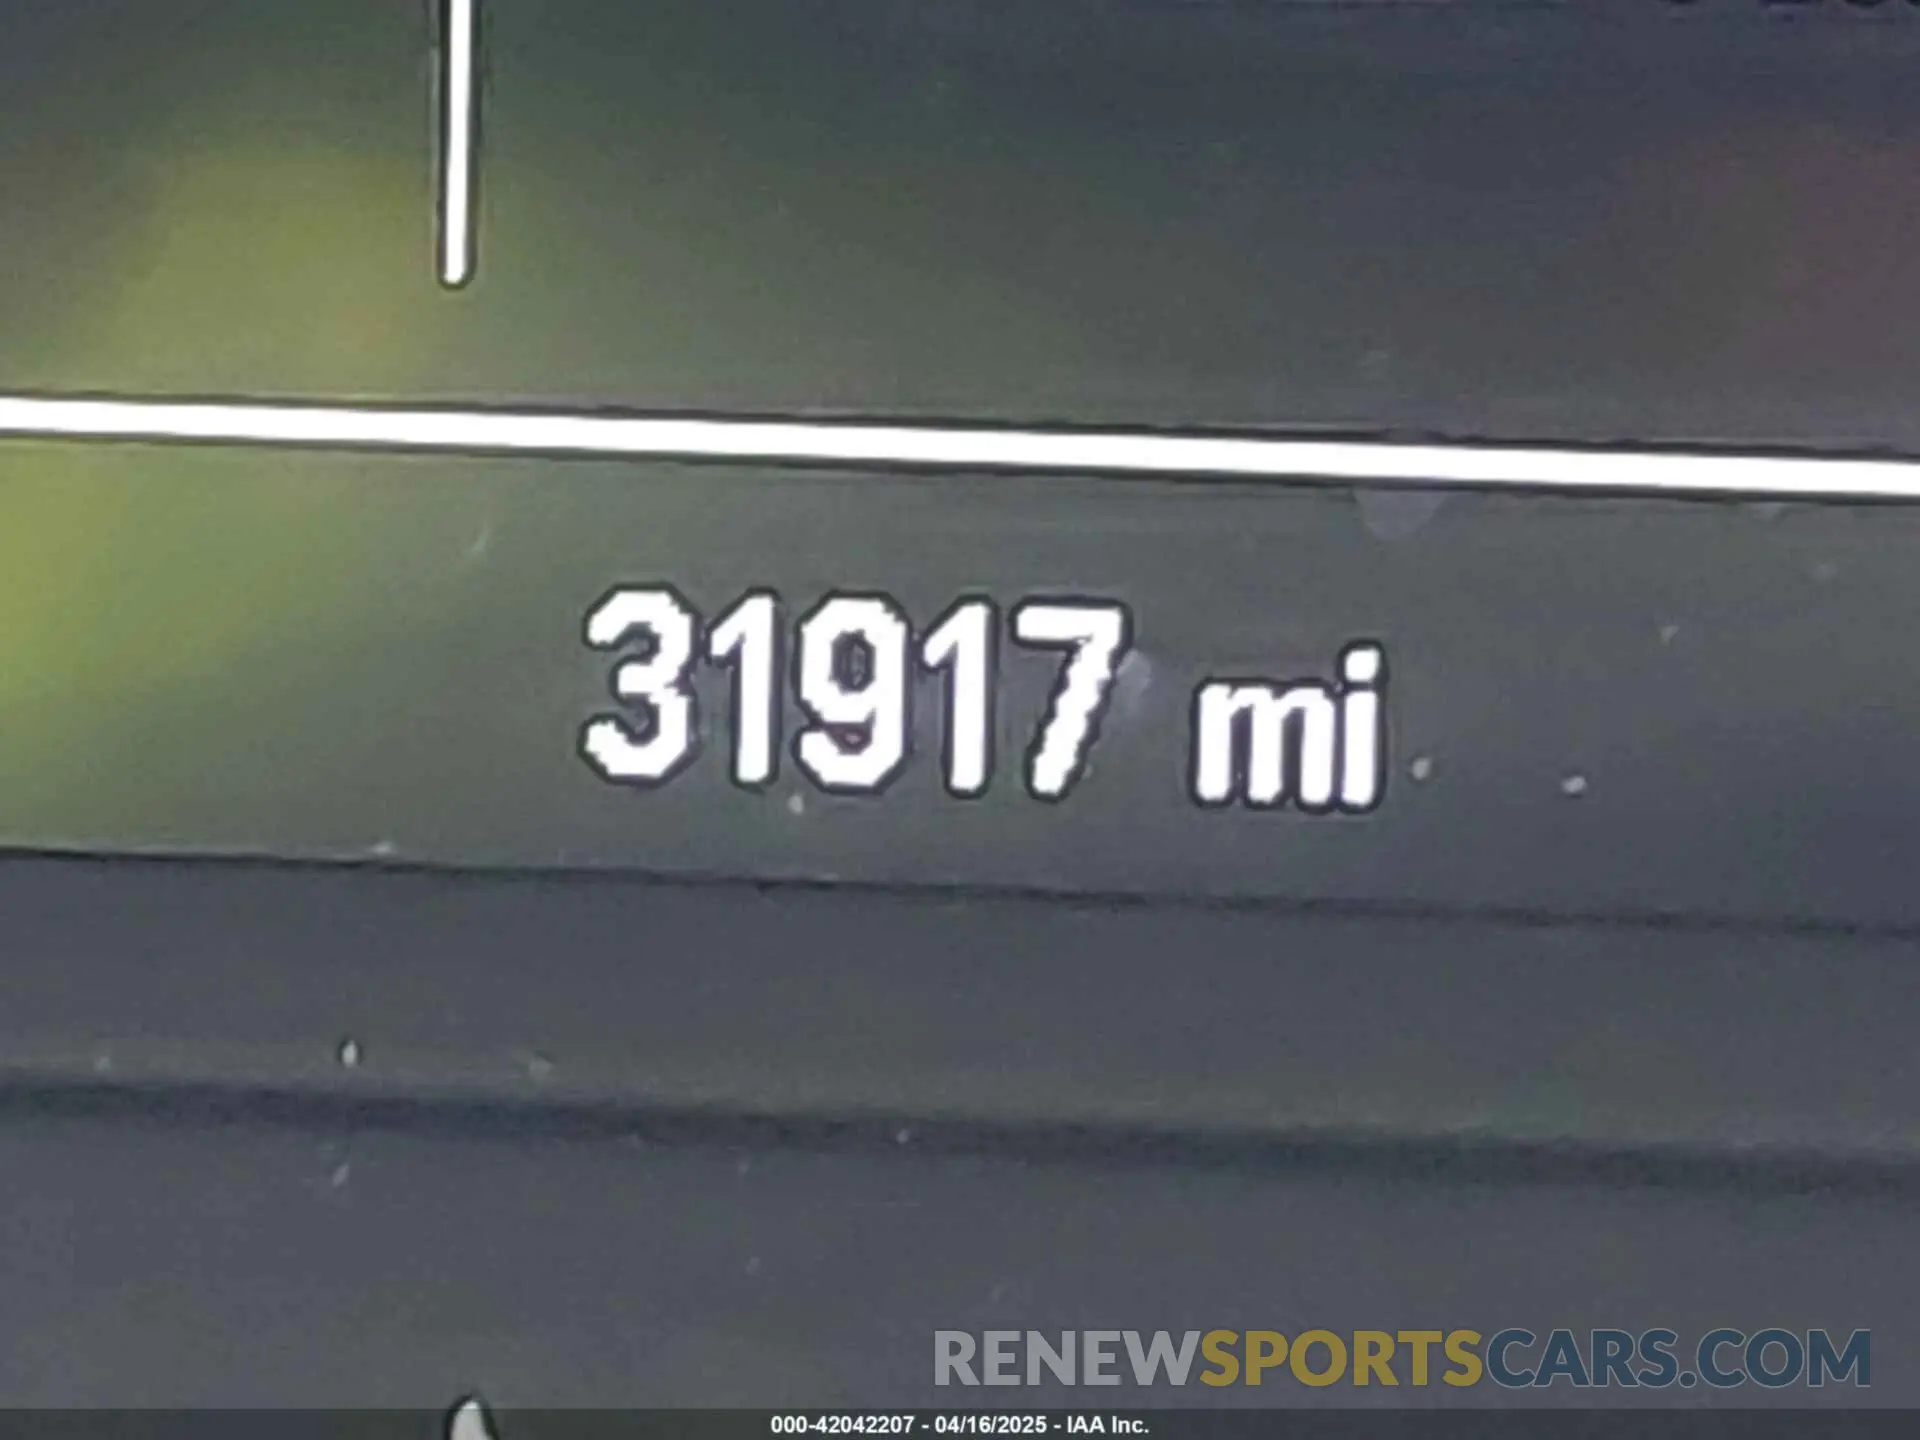 31917 mi
RENEWSPORTSCARS.COM
000-42042207 - 04/16/2025 - IAA Inc.